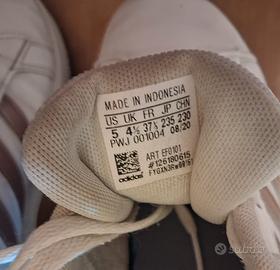 MADE IN INDONESIA
US UK FR JP CHN
5 4½ 37⅓ 235 230
PWJ 001004 08/20
ART EF0101
#126180615
adidas
Subito